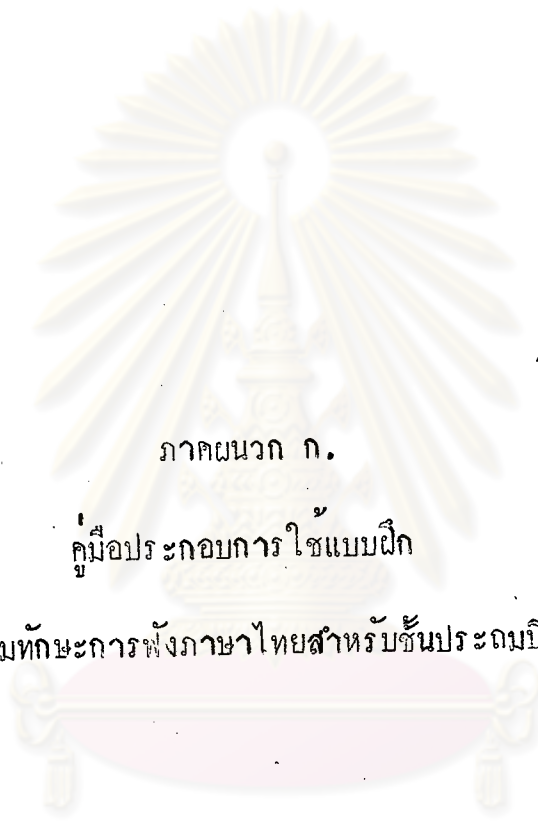 ภาคผนวก ก.
คู่มือประกอบการใช้แบบฝึก
มทักษะการฟังภาษาไทยสำหรับชั้นประถมปี